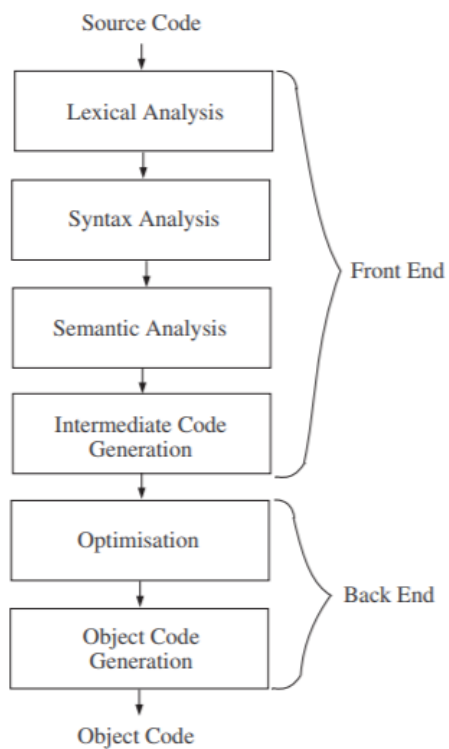 Source Code
Lexical Analysis
Syntax Analysis
Front End
Semantic Analysis
Intermediate Code
Generation
Optimisation
Back End
Object Code
Generation
Object Code